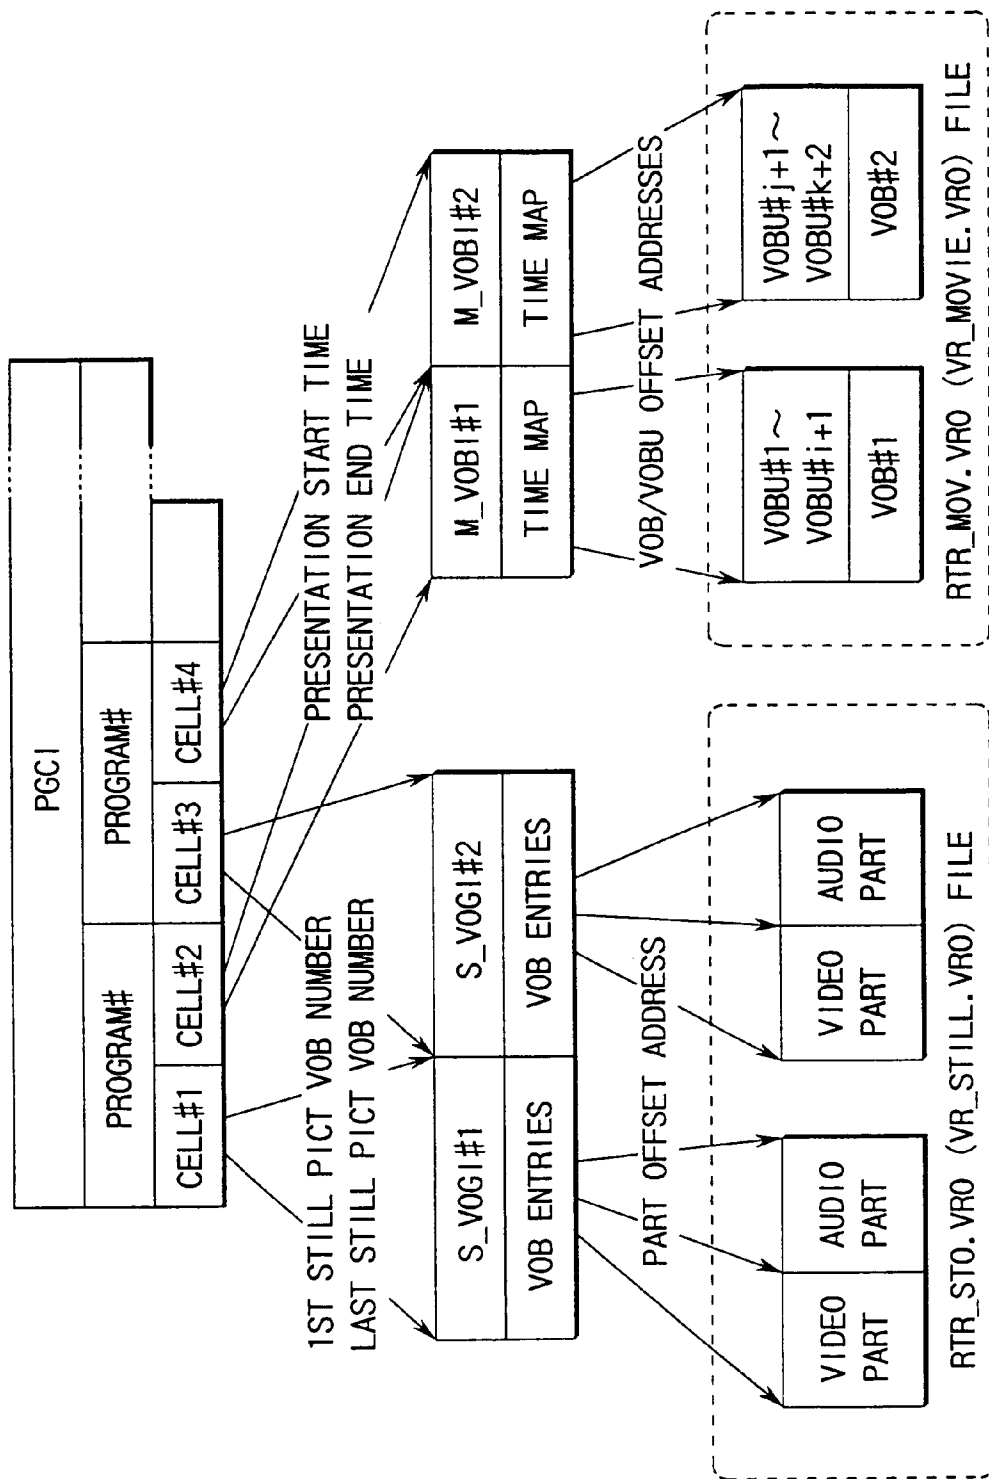 PGCI
PROGRAM#
PROGRAM#
CELL#1
CELL#2
CELL#3
CELL#4
1ST STILL PICT VOB NUMBER
LAST STILL PICT VOB NUMBER
PRESENTATION START TIME
PRESENTATION END TIME
S_VOGI#1
S_VOGI#2
VOB ENTRIES
VOB ENTRIES
M_VOBI#1
M_VOBI#2
TIME MAP
TIME MAP
PART OFFSET ADDRESS
VOB/VOBU OFFSET ADDRESSES
VIDEO
PART
AUDIO
PART
VIDEO
PART
AUDIO
PART
VOBU#1~
VOBU#i+1
VOB#1
VOBU#j+1~
VOBU#k+2
VOB#2
RTR_STO.VRO (VR_STILL.VRO) FILE
RTR_MOV.VRO (VR_MOVIE.VRO) FILE